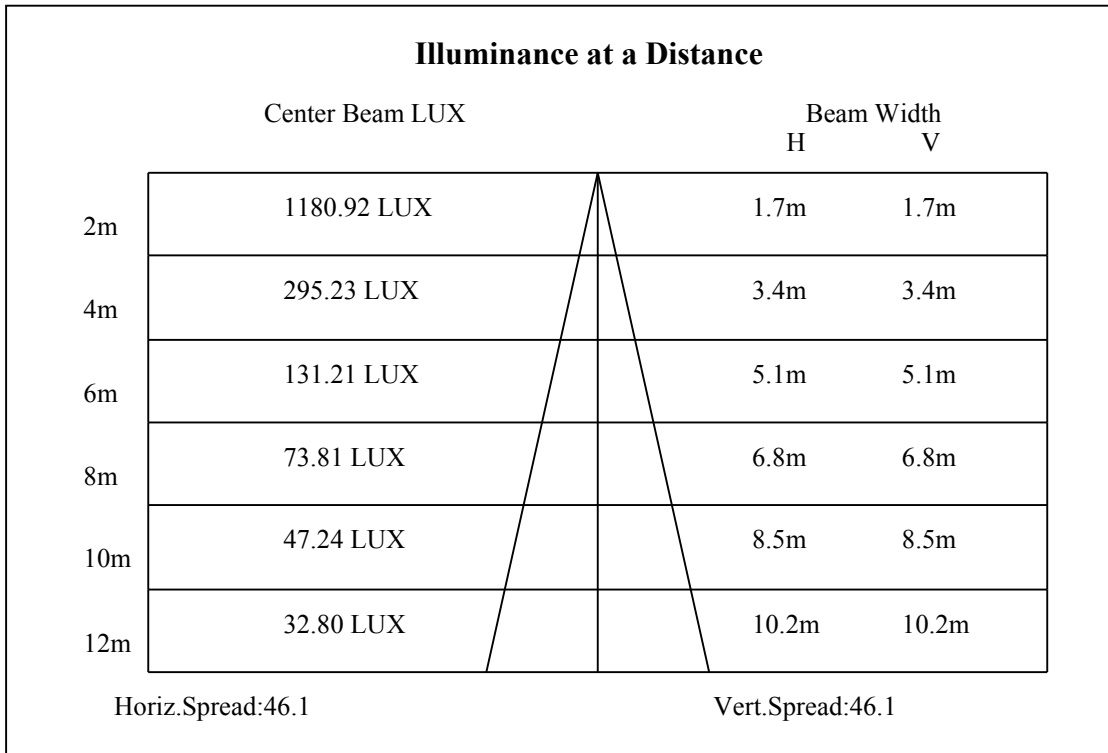 Illuminance at a Distance
Center Beam LUX Beam Width
H V
2m 1180.92 LUX 1.7m 1.7m
4m 295.23 LUX 3.4m 3.4m
6m 131.21 LUX 5.1m 5.1m
8m 73.81 LUX 6.8m 6.8m
10m 47.24 LUX 8.5m 8.5m
12m 32.80 LUX 10.2m 10.2m
Horiz.Spread:46.1 Vert.Spread:46.1